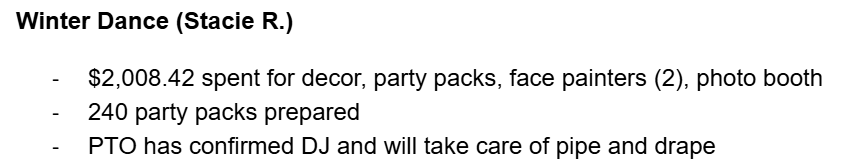 Winter Dance (Stacie R.)
- $2,008.42 spent for decor, party packs, face painters (2), photo booth
- 240 party packs prepared
- PTO has confirmed DJ and will take care of pipe and drape